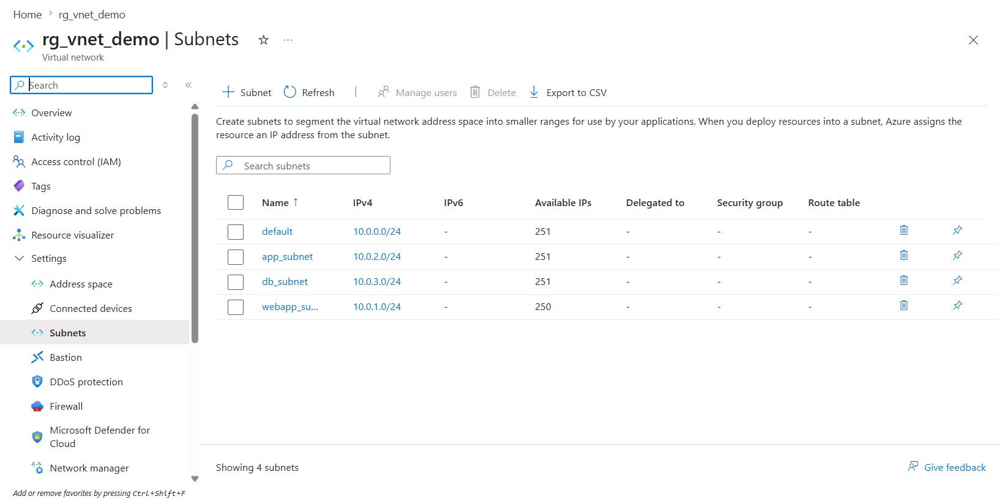 Home > rg_vnet_demo
rg_vnet_demo | Subnets ☆ ...
Virtual network
Search
Overview
Activity log
Access control (IAM)
Tags
Diagnose and solve problems
Resource visualizer
Settings
Address space
Connected devices
Subnets
Bastion
DDoS protection
Firewall
Microsoft Defender for
Cloud
Network manager
Add or remove favorites by pressing Ctrl+Shift+F
+ Subnet Refresh | Manage users Delete Export to CSV
Create subnets to segment the virtual network address space into smaller ranges for use by your applications. When you deploy resources into a subnet, Azure assigns the
resource an IP address from the subnet.
Search subnets
Name ↑ IPv4 IPv6 Available IPs Delegated to Security group Route table
default 10.0.0.0/24 - 251 - - -
app_subnet 10.0.2.0/24 - 251 - - -
db_subnet 10.0.3.0/24 - 251 - - -
webapp_su... 10.0.1.0/24 - 250 - - -
Showing 4 subnets
Give feedback